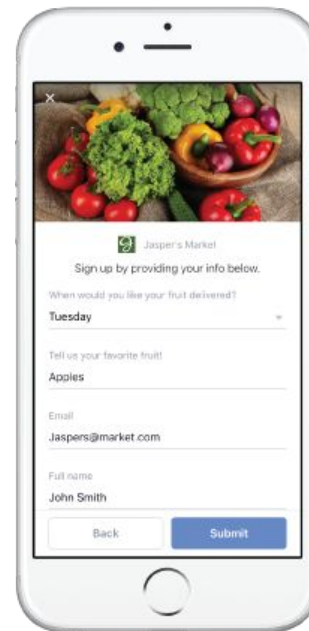 Jasper's Market
Sign up by providing your info below.
When would you like your fruit delivered?
Tuesday
Tell us your favorite fruit!
Apples
Email
Jaspers@market.com
Full name
John Smith
Back
Submit